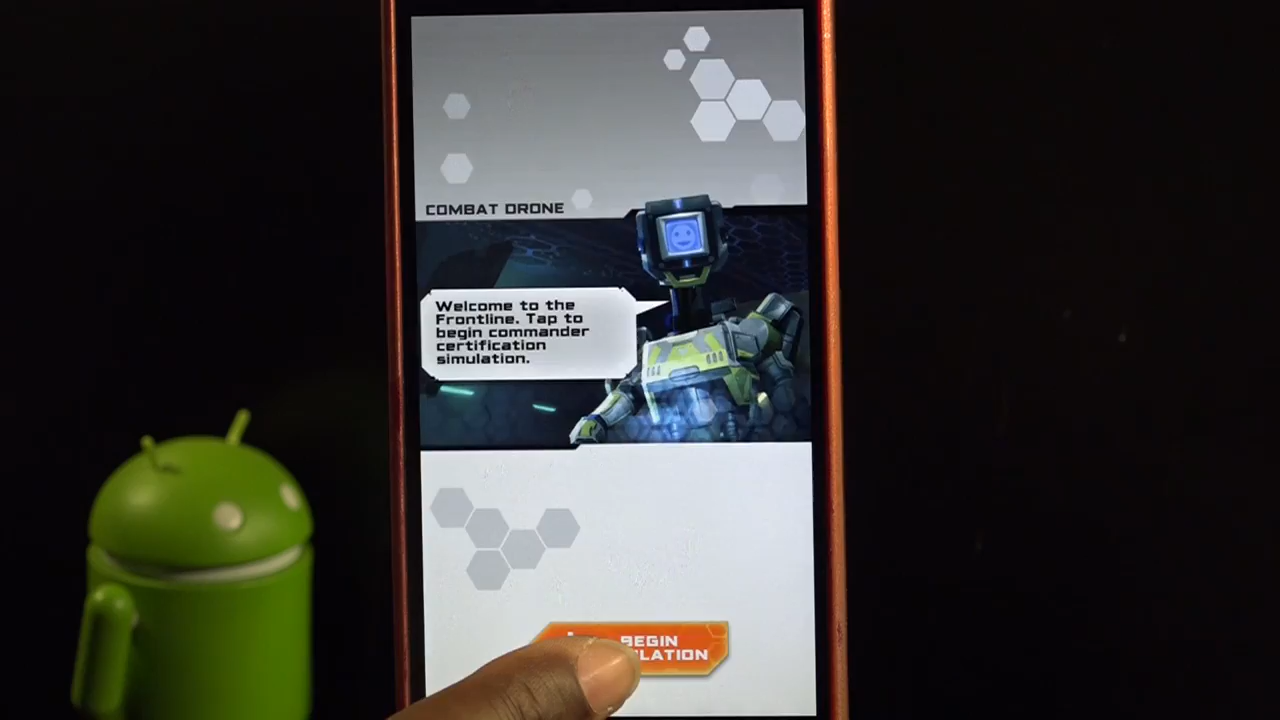 COMBAT DRONE
Welcome to the
Frontline. Tap to
begin commander
certification
simulation.
BEGIN